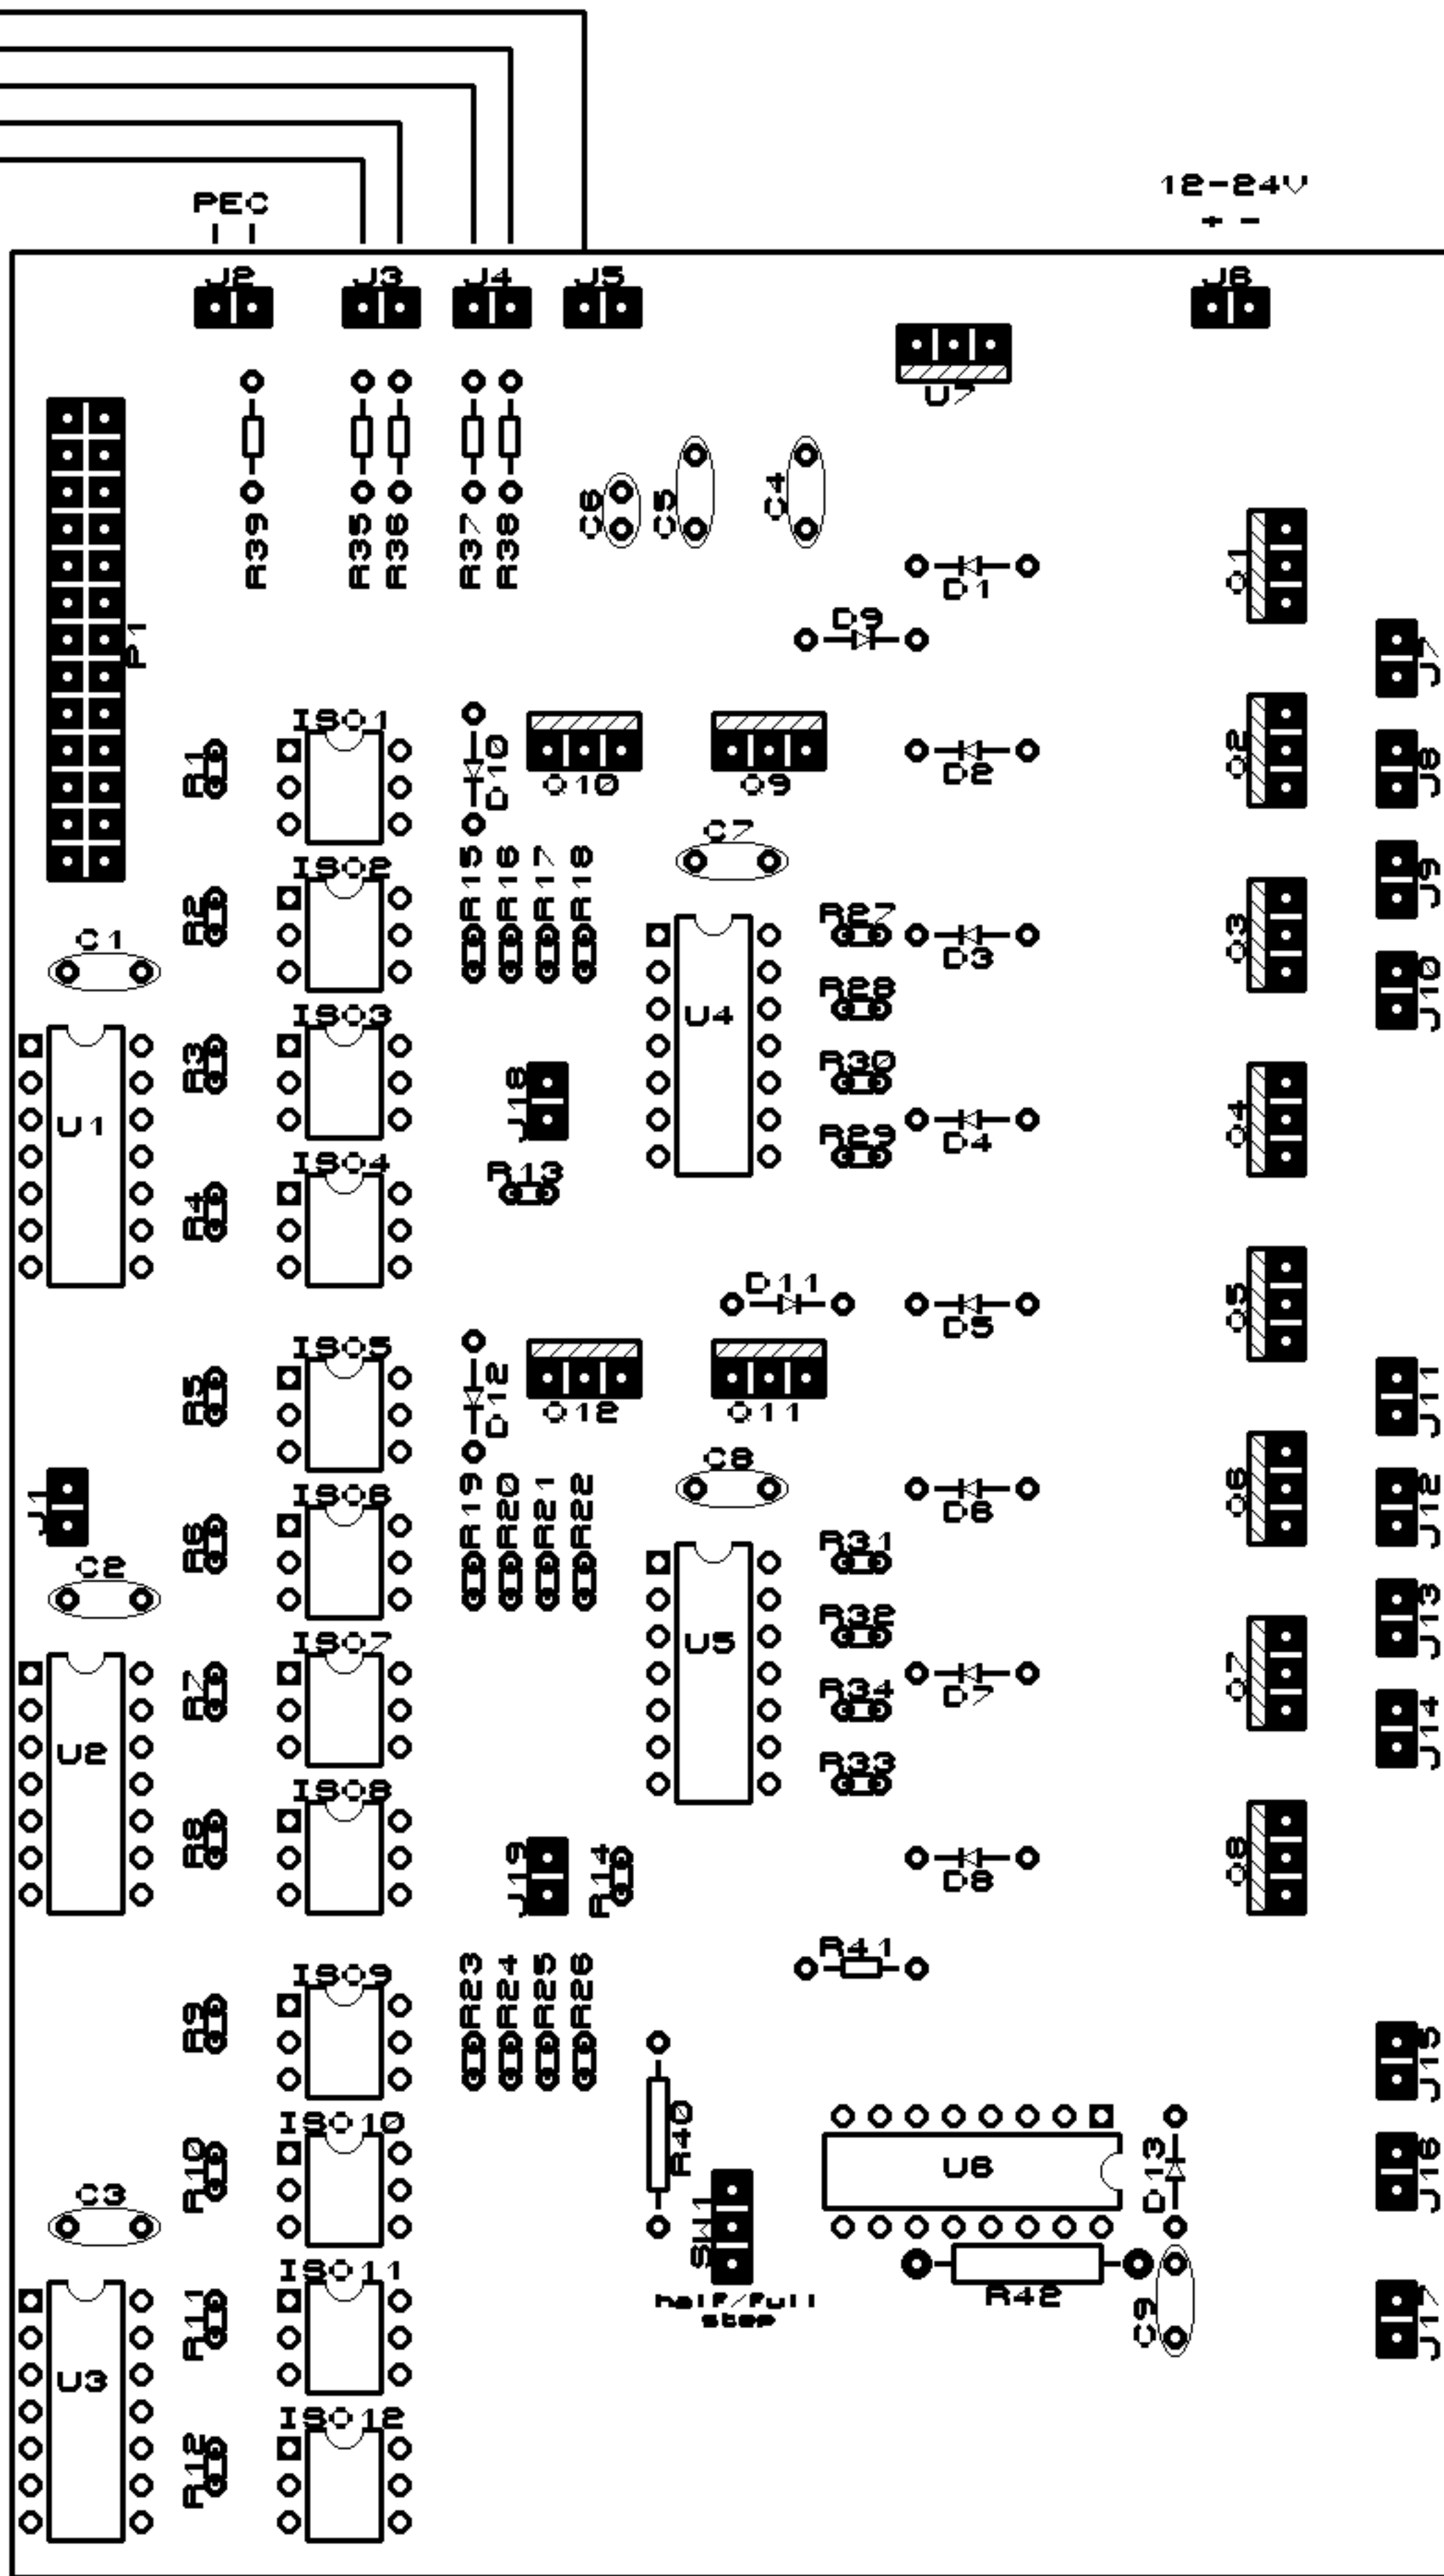 PEC
12-24V
+ -
J2
J3
J4
J5
J6
U7
R39
R35
R36
R37
R38
C6
C5
C4
D1
Q1
D9
P1
J7
ISO1
R1
D10
Q10
Q9
D2
Q2
J8
C7
ISO2
R2
R15
R16
R17
R18
R27
D3
Q3
J9
C1
J10
ISO3
R28
U4
R3
J18
R30
U1
D4
Q4
R29
ISO4
R13
R4
D11
D5
Q5
ISO5
R5
D12
Q12
Q11
J11
C8
ISO6
R6
R19
R20
R21
R22
D6
Q6
J12
J1
C2
R31
J13
ISO7
R32
U5
R7
R34
D7
Q7
J14
U2
R33
ISO8
R8
J19
R14
D8
Q8
R41
ISO9
R9
R23
R24
R25
R26
J15
ISO10
R10
R40
U6
D13
J16
C3
SW1
ISO11
R42
half/full
step
R11
C9
J17
U3
ISO12
R12